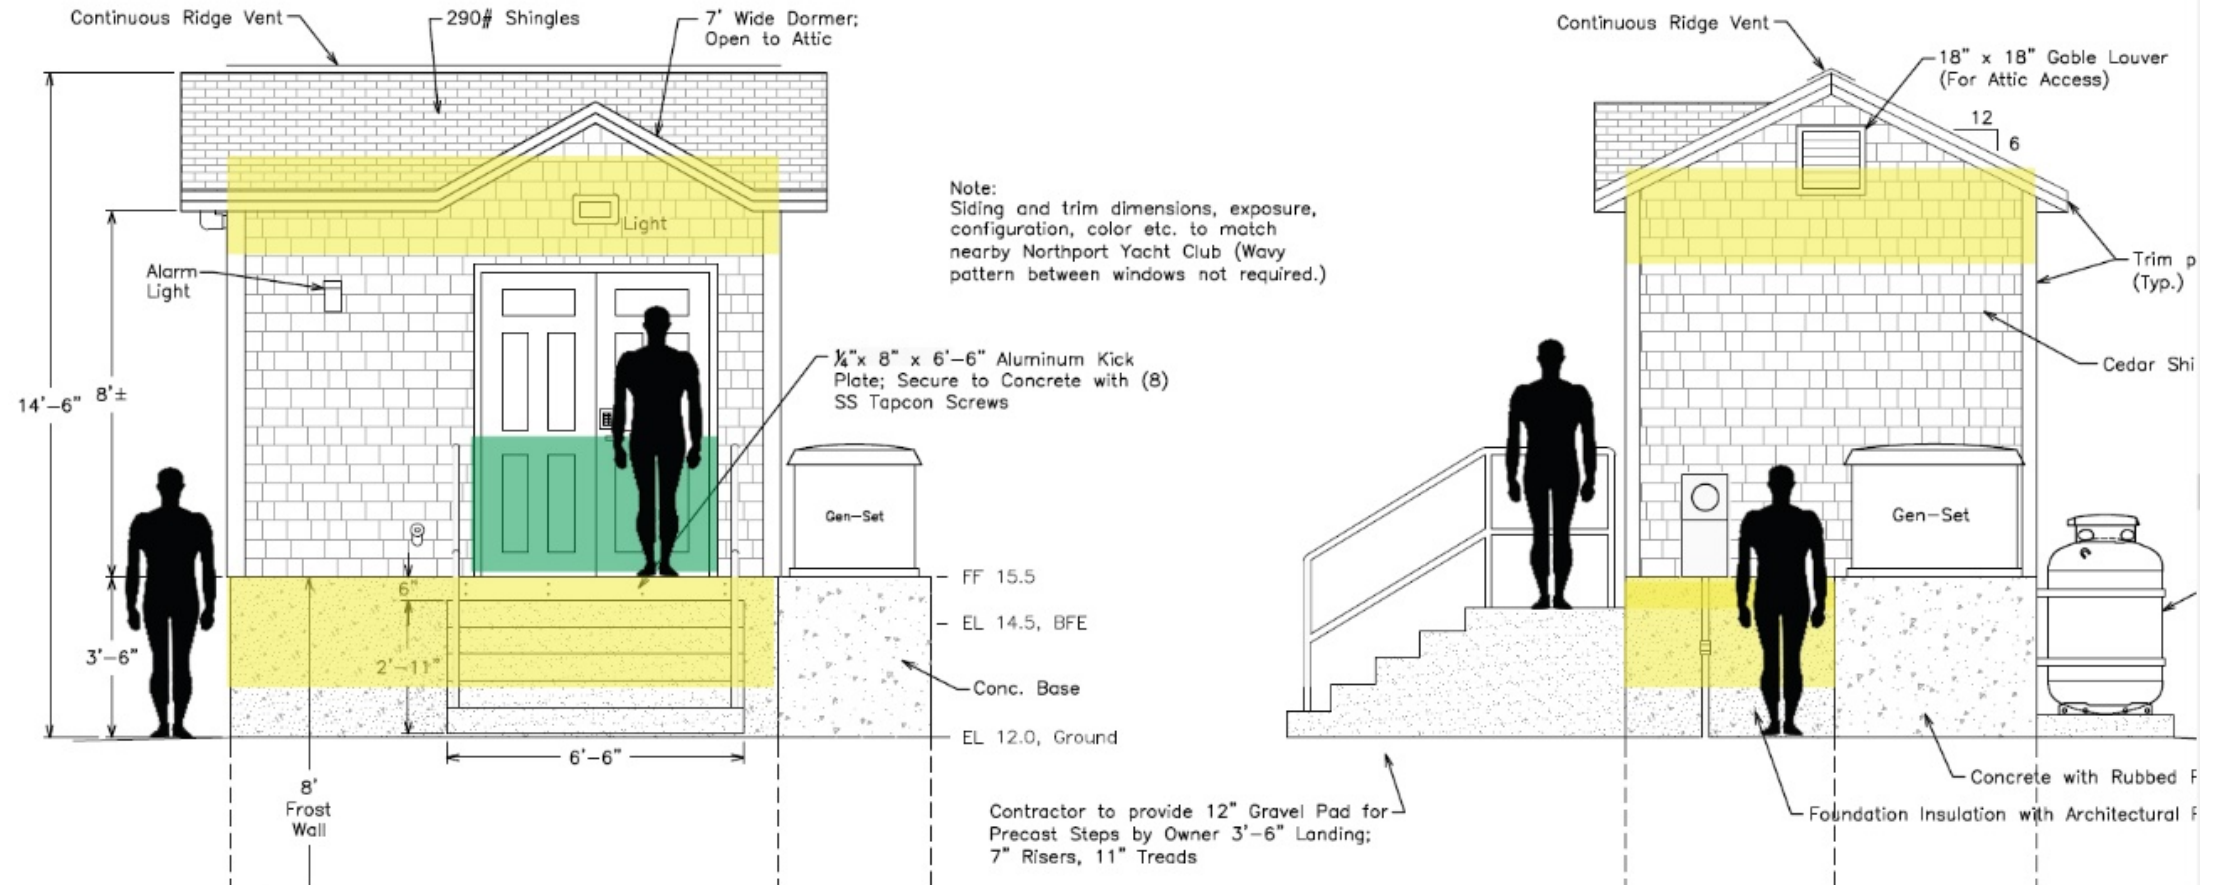 Continuous Ridge Vent
290# Shingles
7' Wide Dormer;
Open to Attic
Light
Alarm
Light
14'-6"
8'±
3'-6"
6"
2'-11"
6'-6"
8'
Frost
Wall
Note:
Siding and trim dimensions, exposure,
configuration, color etc. to match
nearby Northport Yacht Club (Wavy
pattern between windows not required.)
¼"x 8" x 6'-6" Aluminum Kick
Plate; Secure to Concrete with (8)
SS Tapcon Screws
Gen-Set
FF 15.5
EL 14.5, BFE
Conc. Base
EL 12.0, Ground
Contractor to provide 12" Gravel Pad for
Precast Steps by Owner 3'-6" Landing;
7" Risers, 11" Treads
Continuous Ridge Vent
18" x 18" Gable Louver
(For Attic Access)
12
6
Trim p
(Typ.)
Cedar Shi
Gen-Set
Concrete with Rubbed
Foundation Insulation with Architectural